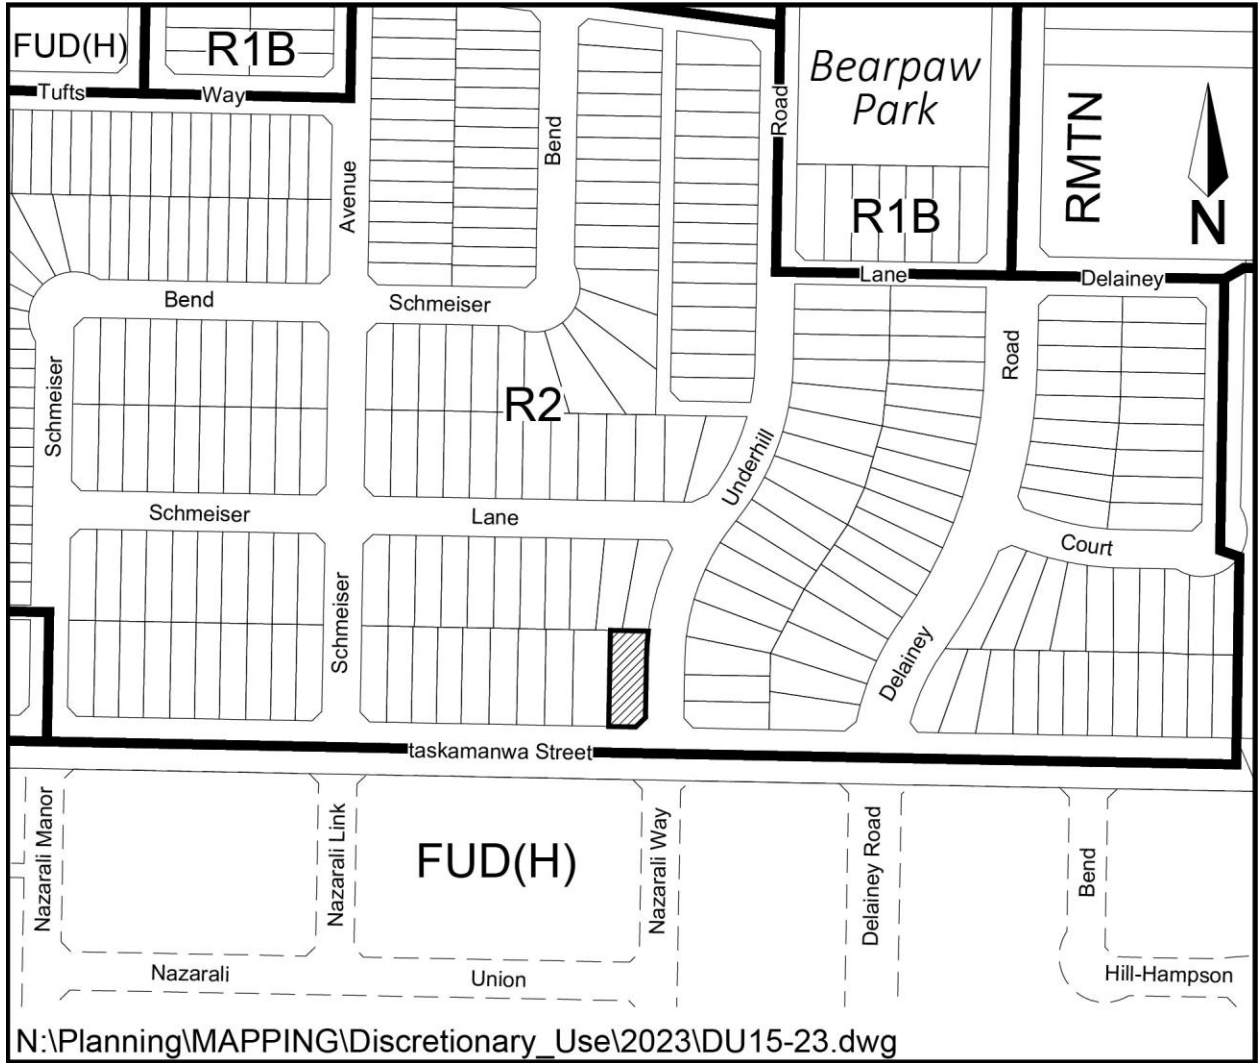 FUD(H)
R1B
Tufts Way
Bearpaw
Park
Road
RMTN
Bend
Avenue
R1B
N
Lane
Delainey
Bend
Schmeiser
Road
Schmeiser
R2
Underhill
Schmeiser
Lane
Court
Schmeiser
Delainey
taskamanwa Street
Nazarali Manor
Nazarali Link
FUD(H)
Nazarali Way
Delainey Road
Bend
Nazarali
Union
Hill-Hampson
N:\Planning\MAPPING\Discretionary_Use\2023\DU15-23.dwg